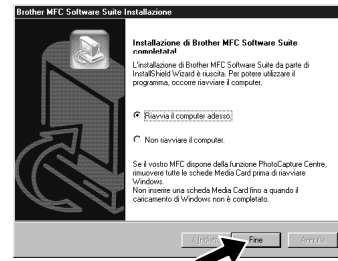 Brother MFC Software Suite Installazione
Installazione di Brother MFC Software Suite
completata!
L'installazione di Brother MFC Software Suite da parte di
InstallShield Wizard è riuscita. Per potere utilizzare il
programma, occorre riavviare il computer.
Riavvia il computer adesso.
Non riavviare il computer.
Se il vostro MFC dispone della funzione PhotoCapture Centre,
rimuovere tutte le schede Media Card prima di riavviare
Windows.
Non inserire una scheda Media Card fino a quando il
caricamento di Windows non è completato.
Fine
Annulla